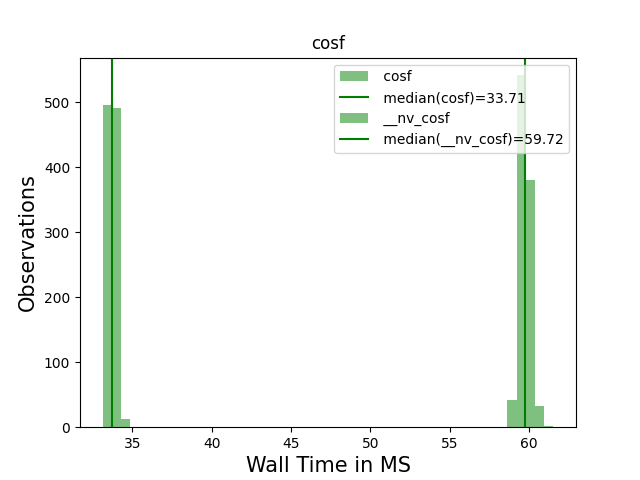 cosf
cosf
median(cosf)=33.71
__nv_cosf
median(__nv_cosf)=59.72
500
400
300
200
100
0
Observations
35
40
45
50
55
60
Wall Time in MS